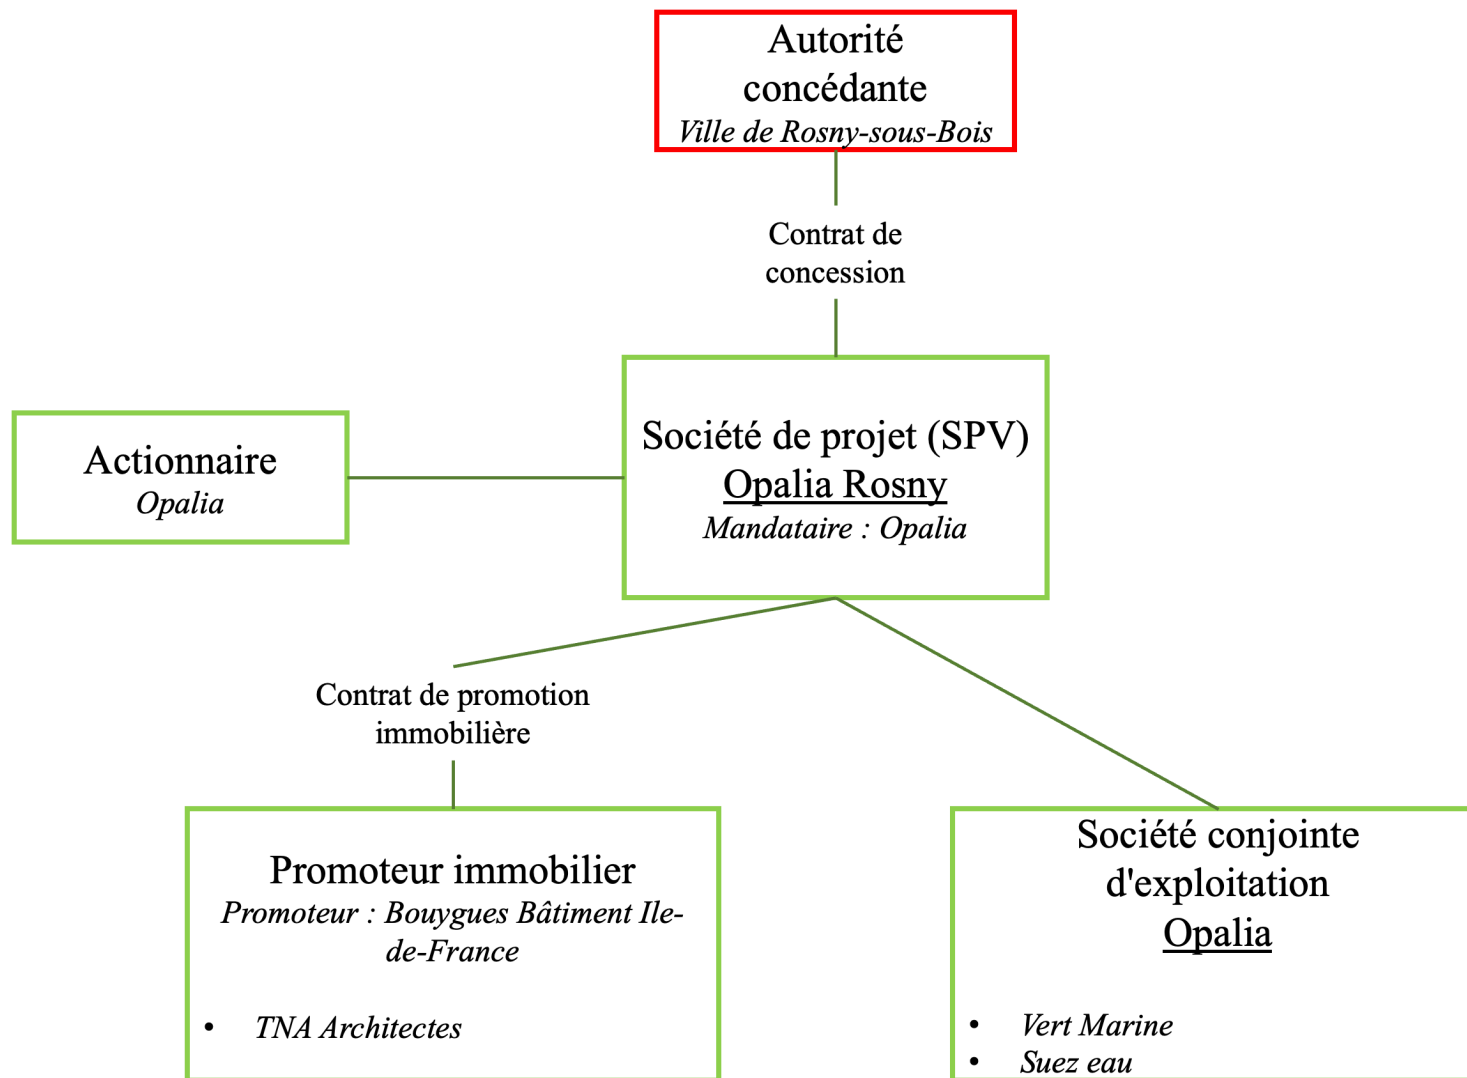 Autorité
concédante
Ville de Rosny-sous-Bois
Contrat de
concession
Actionnaire
Opalia
Société de projet (SPV)
Opalia Rosny
Mandataire : Opalia
Contrat de promotion
immobilière
Promoteur immobilier
Promoteur : Bouygues Bâtiment Ile-
de-France
• TNA Architectes
Société conjointe
d'exploitation
Opalia
• Vert Marine
• Suez eau